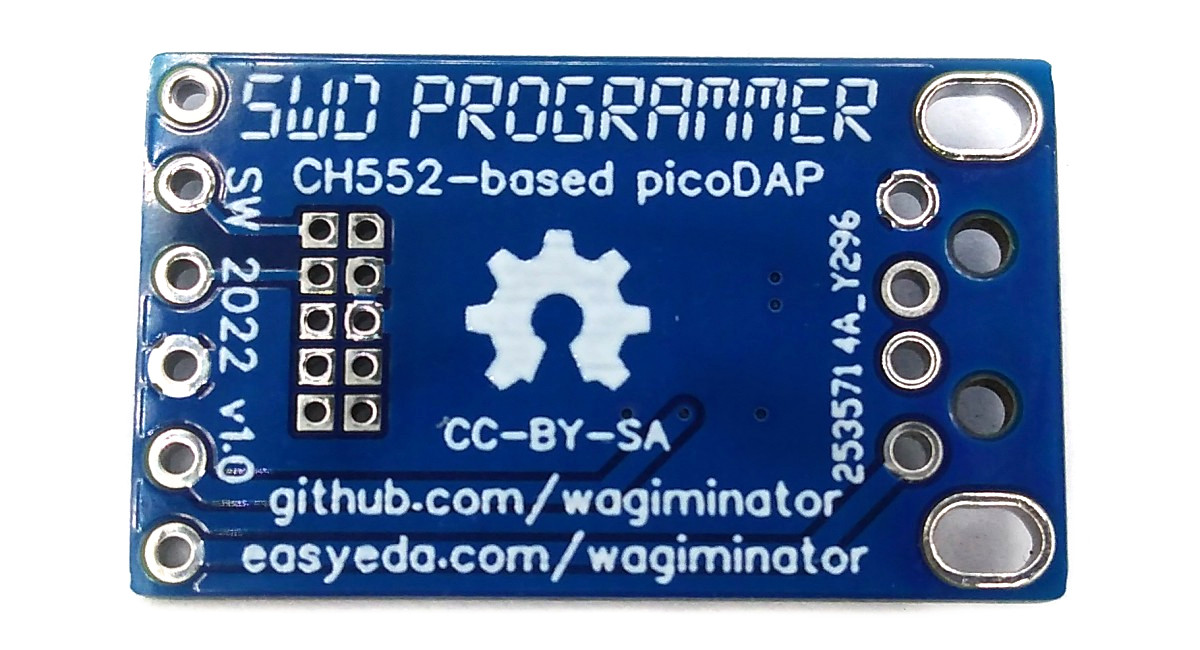 SWD PROGRAMMER
CH552-based picoDAP
SW 2022 v1.0
253571 4A_Y296
CC-BY-SA
github.com/wagiminator
easyeda.com/wagiminator